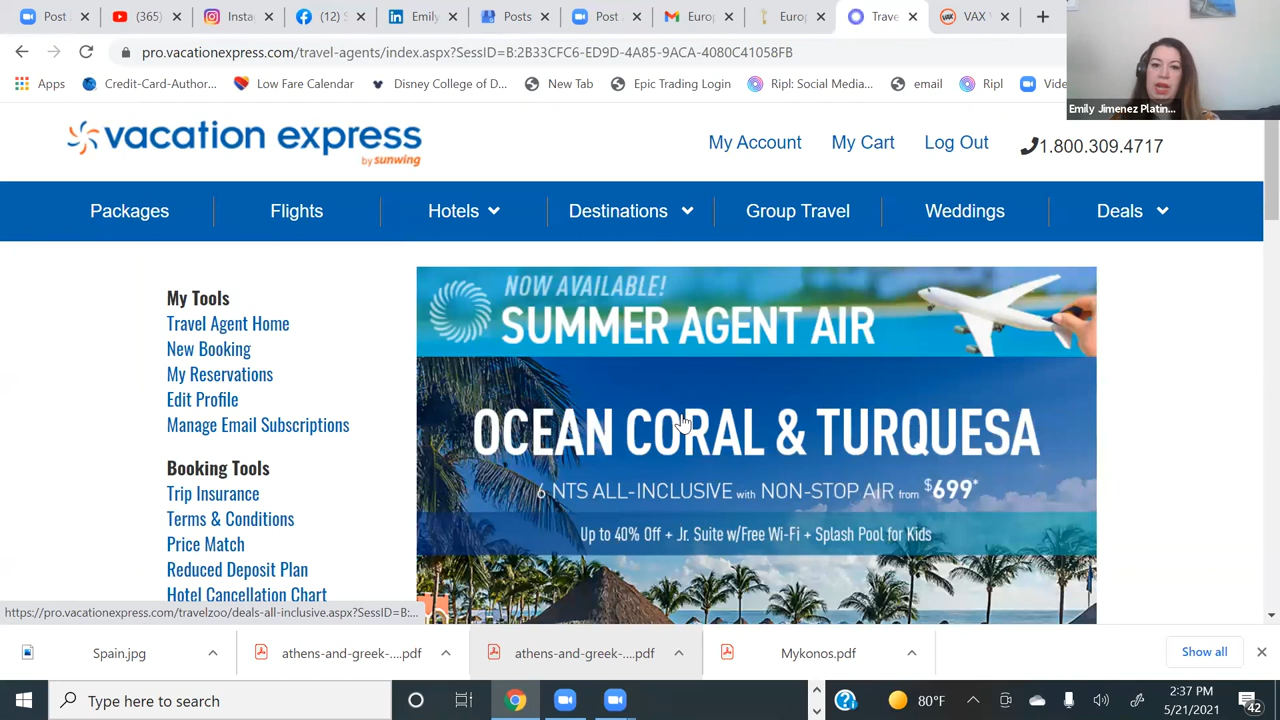 Post
(365)
Insta
(12) S
Emily
Posts
Post
Europ
Europ
Trave
VAX
pro.vacationexpress.com/travel-agents/index.aspx?SessID=B:2B33CFC6-ED9D-4A85-9ACA-4080C41058FB
Apps
Credit-Card-Author...
Low Fare Calendar
Disney College of D...
New Tab
Epic Trading Login
Ripl: Social Media...
email
Ripl
Vide
Emily Jimenez Platin...
vacation express
by sunwing
My Account
My Cart
Log Out
1.800.309.4717
Packages
Flights
Hotels
Destinations
Group Travel
Weddings
Deals
My Tools
Travel Agent Home
New Booking
My Reservations
Edit Profile
Manage Email Subscriptions
Booking Tools
Trip Insurance
Terms & Conditions
Price Match
Reduced Deposit Plan
Hotel Cancellation Chart
NOW AVAILABLE!
SUMMER AGENT AIR
OCEAN CORAL & TURQUESA
6 NTS ALL-INCLUSIVE with NON-STOP AIR from $699*
Up to 40% Off + Jr. Suite w/Free Wi-Fi + Splash Pool for Kids
https://pro.vacationexpress.com/travelzoo/deals-all-inclusive.aspx?SessID=B:...
Spain.jpg
athens-and-greek-....pdf
athens-and-greek-....pdf
Mykonos.pdf
Show all
Type here to search
80°F
2:37 PM
5/21/2021
42